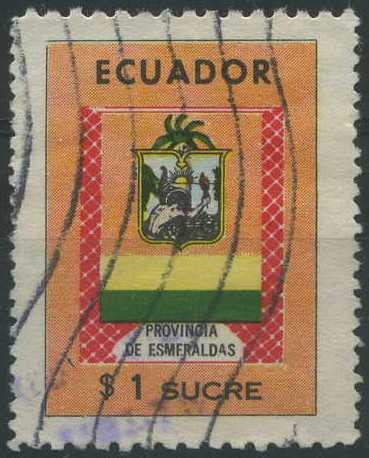 ECUADOR
PROVINCIA
DE ESMERALDAS
$ 1 SUCRE